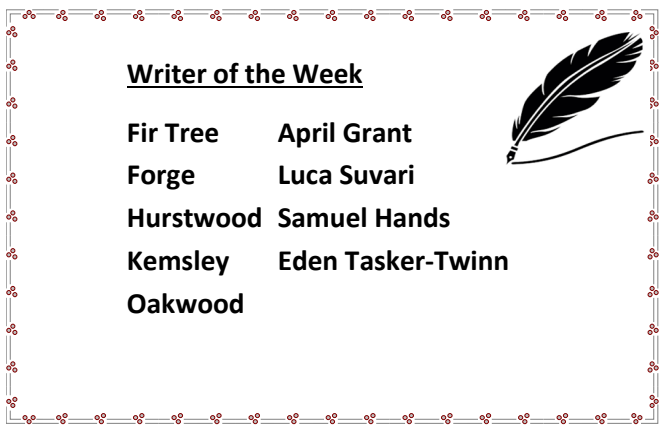 Writer of the Week
Fir Tree April Grant
Forge Luca Suvari
Hurstwood Samuel Hands
Kemsley Eden Tasker-Twinn
Oakwood